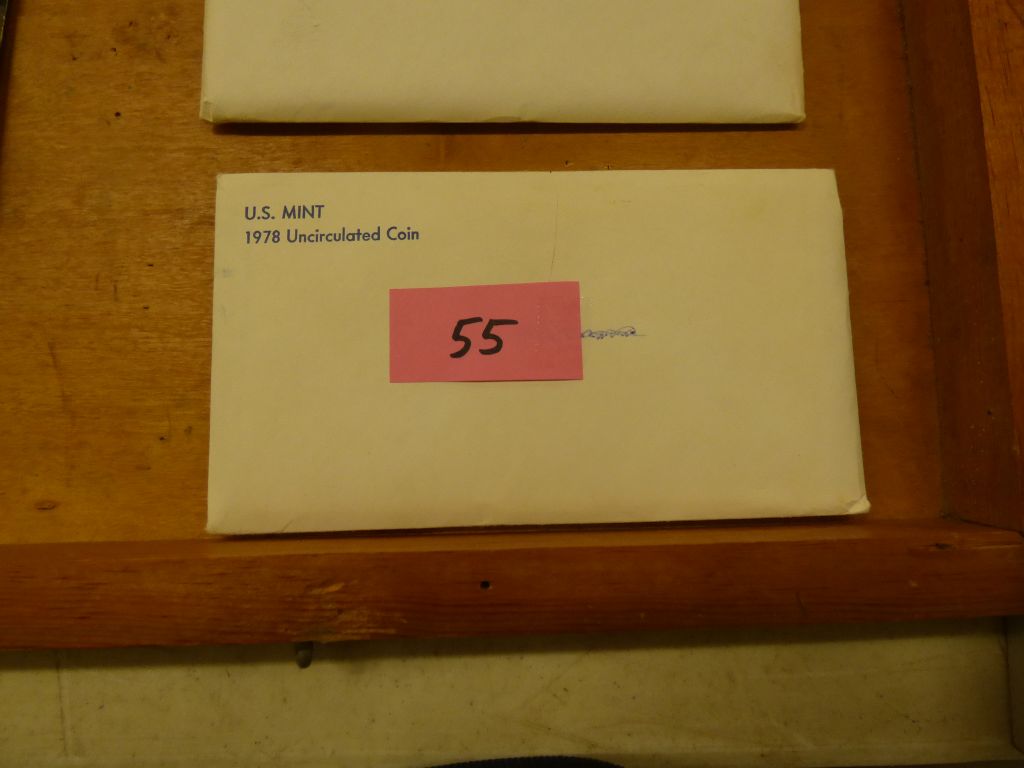 U.S. MINT
1978 Uncirculated Coin
55